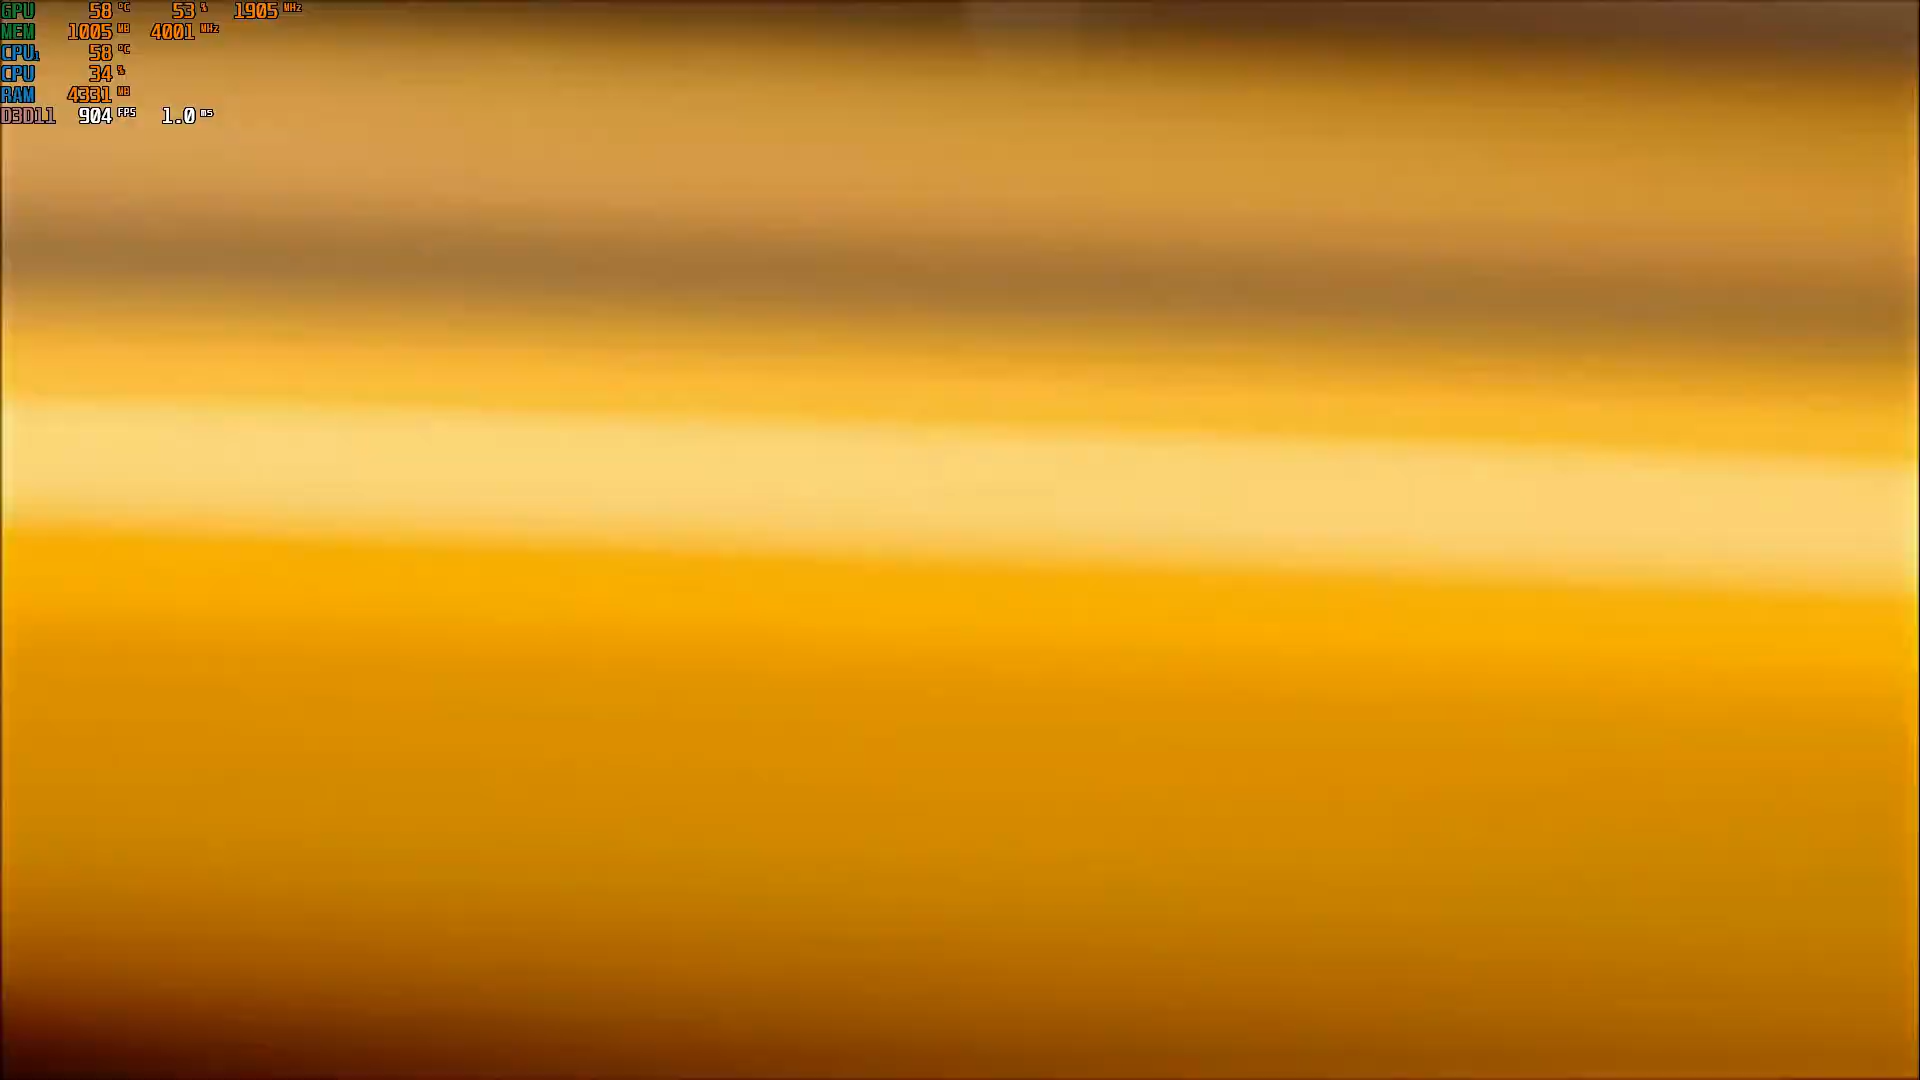 GPU 58 °C 53 % 1905 MHz
MEM 1005 MB 4001 MHz
CPU1 58 °C
CPU 34 %
RAM 4331 MB
D3D11 904 FPS 1.0 ms